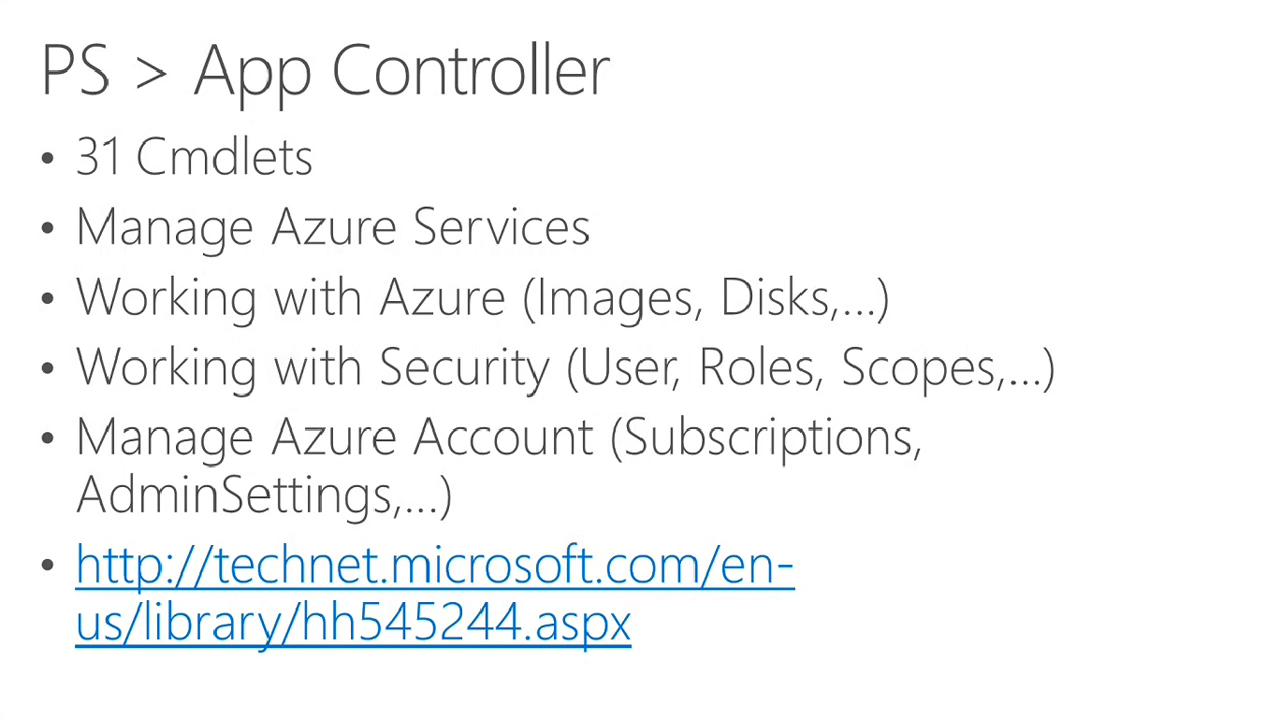 PS > App Controller
• 31 Cmdlets
• Manage Azure Services
• Working with Azure (Images, Disks,...)
• Working with Security (User, Roles, Scopes,...)
• Manage Azure Account (Subscriptions,
AdminSettings,...)
• http://technet.microsoft.com/en-
us/library/hh545244.aspx